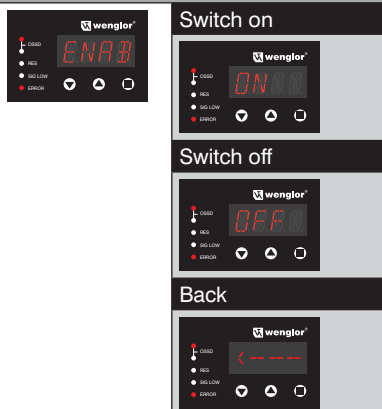 wenglor®
OSSD
ENAB
RES
SIG LOW
ERROR
Switch on
wenglor®
OSSD
ON
RES
SIG LOW
ERROR
Switch off
wenglor®
OSSD
OFF
RES
SIG LOW
ERROR
Back
wenglor®
OSSD
<----
RES
SIG LOW
ERROR